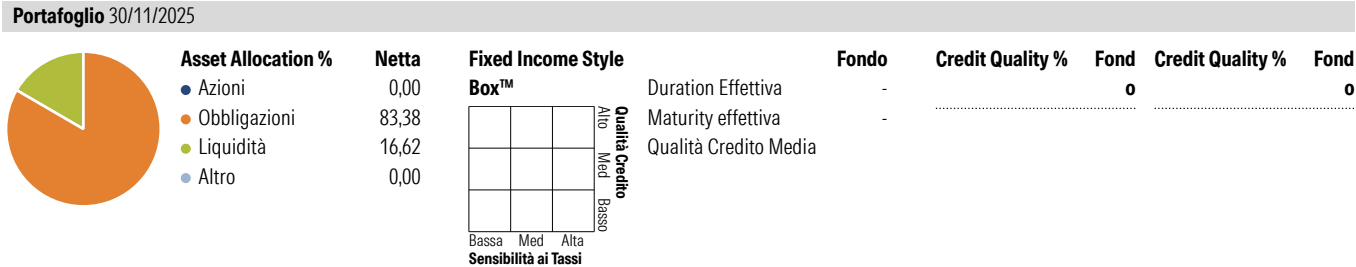 Portafoglio 30/11/2025
Asset Allocation % Netta
Azioni 0,00
Obbligazioni 83,38
Liquidità 16,62
Altro 0,00
Fixed Income Style
Box™
Alto Med Basso
Qualità Credito
Bassa Med Alta
Sensibilità ai Tassi
Fondo
Duration Effettiva -
Maturity effettiva -
Qualità Credito Media
Credit Quality % Fond
o
Credit Quality % Fond
o